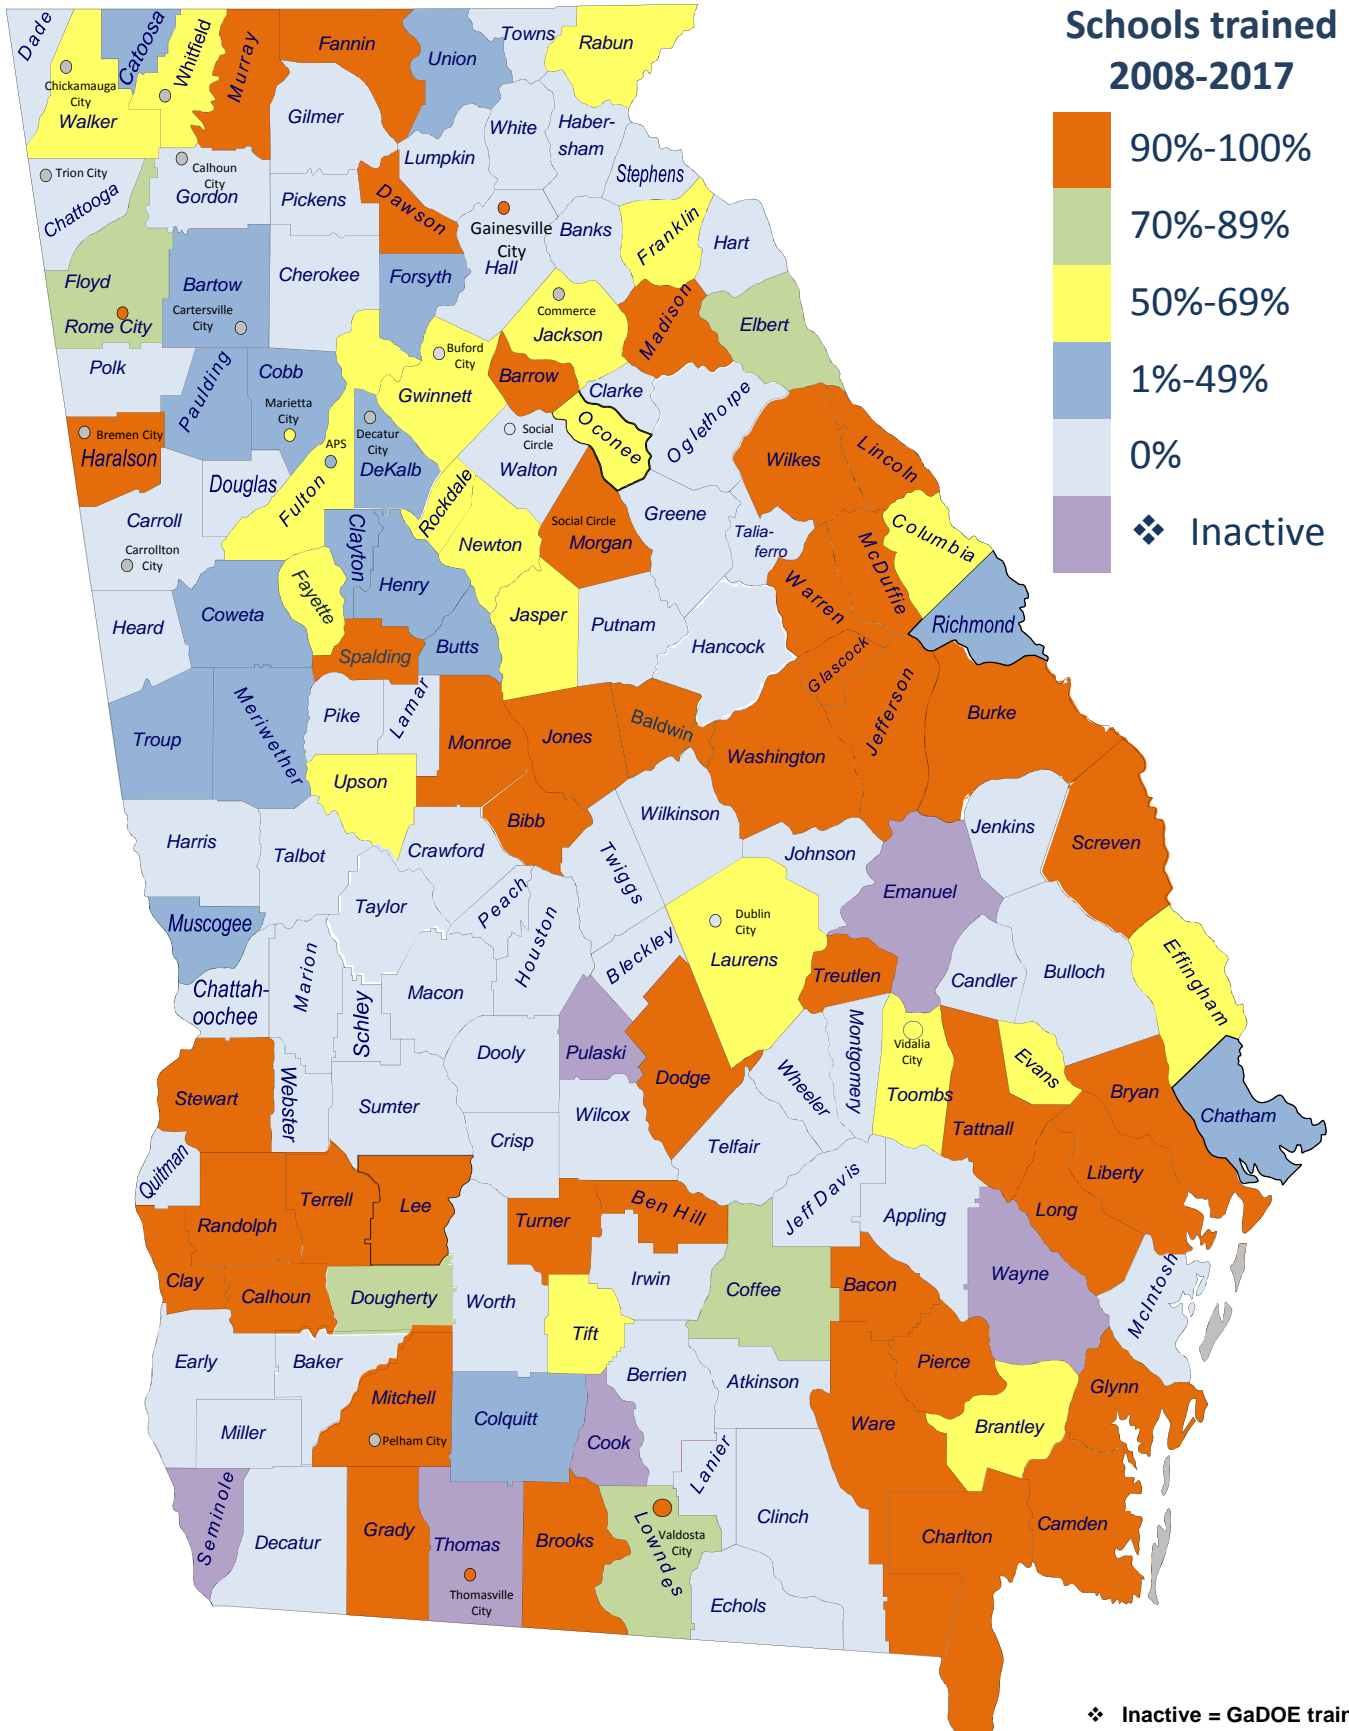 Schools trained
2008-2017
90%-100%
70%-89%
50%-69%
1%-49%
0%
❖ Inactive
Dade
Catoosa
Whitfield
Murray
Fannin
Union
Towns
Rabun
Chickamauga
City
Walker
Gilmer
White
Haber-
sham
Lumpkin
Stephens
Trion City
Chattooga
Calhoun
City
Gordon
Pickens
Dawson
Gainesville
City
Hall
Banks
Franklin
Hart
Floyd
Rome City
Bartow
Cartersville
City
Cherokee
Forsyth
Commerce
Jackson
Madison
Elbert
Polk
Paulding
Cobb
Marietta
City
Buford
City
Gwinnett
Barrow
Clarke
Oconee
Oglethorpe
Bremen City
Haralson
Douglas
APS
Fulton
Decatur
City
DeKalb
Rockdale
Social
Circle
Walton
Wilkes
Lincoln
Carroll
Carrollton
City
Clayton
Newton
Social Circle
Morgan
Greene
Talia-
ferro
McDuffie
Columbia
Heard
Coweta
Fayette
Henry
Jasper
Putnam
Hancock
Warren
Richmond
Spalding
Butts
Glascock
Jefferson
Burke
Troup
Meriwether
Pike
Lamar
Monroe
Jones
Baldwin
Washington
Upson
Bibb
Wilkinson
Jenkins
Screven
Harris
Talbot
Crawford
Twiggs
Johnson
Emanuel
Muscogee
Taylor
Peach
Houston
Bleckley
Dublin
City
Laurens
Treutlen
Candler
Bulloch
Effingham
Chattah-
oochee
Marion
Schley
Macon
Dooly
Pulaski
Dodge
Wheeler
Montgomery
Vidalia
City
Toombs
Evans
Tattnall
Bryan
Chatham
Stewart
Webster
Sumter
Crisp
Wilcox
Telfair
Liberty
Quitman
Randolph
Terrell
Lee
Turner
Ben Hill
Jeff Davis
Appling
Long
Clay
Calhoun
Dougherty
Worth
Irwin
Coffee
Bacon
Wayne
McIntosh
Early
Baker
Tift
Berrien
Atkinson
Pierce
Glynn
Miller
Mitchell
Pelham City
Colquitt
Cook
Lanier
Ware
Brantley
Seminole
Decatur
Grady
Thomas
Thomasville
City
Brooks
Lowndes
Valdosta
City
Clinch
Echols
Charlton
Camden
❖ Inactive = GaDOE train